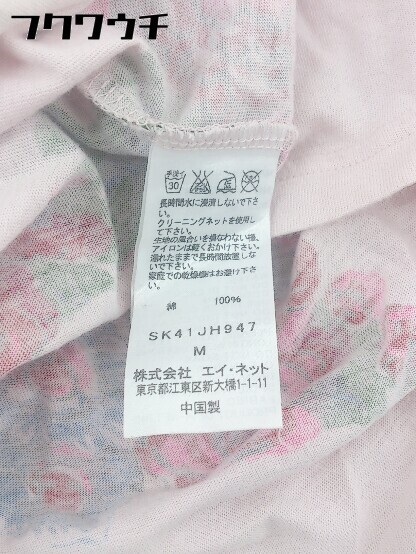 フクワウチ
手洗イ
30
長時間水に浸漬しないで下さ
い。
クリーニングネットを使用し
て下さい。
生地の風合いを損なわない様、
アイロンは軽くおかけ下さい。
濡れたままで長時間放置しな
いで下さい。
家庭での乾燥機はお避け下さ
い。
綿 100%
SK41JH947
M
株式会社 エイ・ネット
東京都江東区新大橋1-1-11
中国製